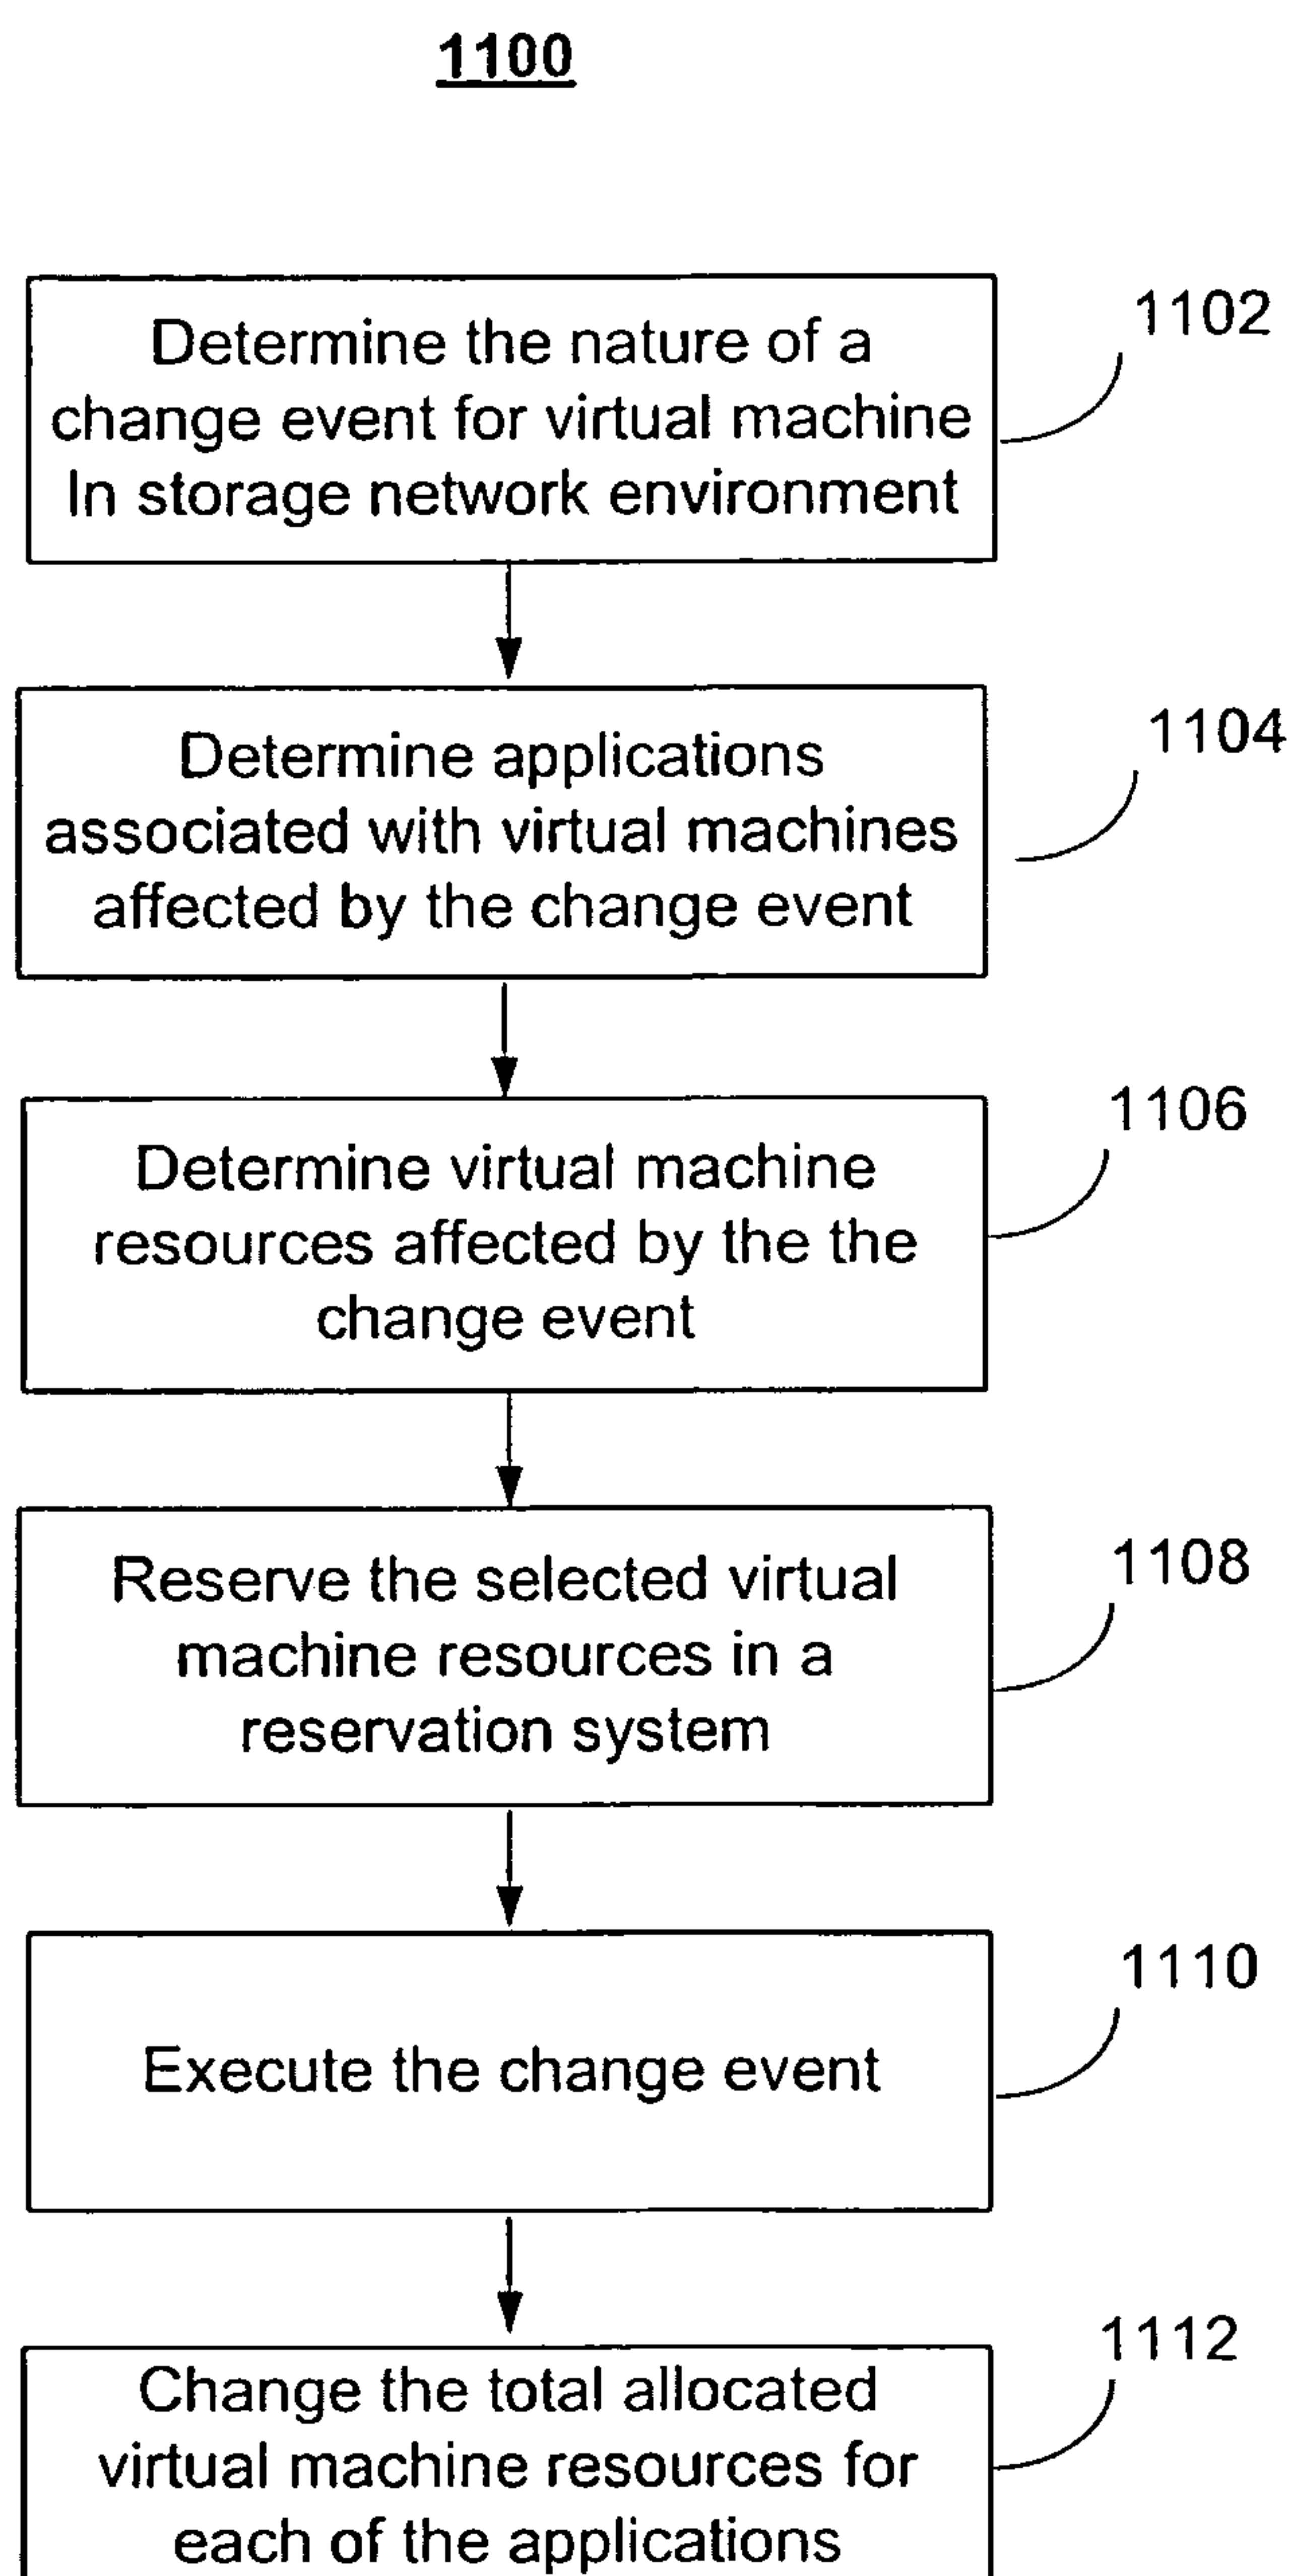 1100
Determine the nature of a
change event for virtual machine
In storage network environment
1102
Determine applications
associated with virtual machines
affected by the change event
1104
Determine virtual machine
resources affected by the the
change event
1106
Reserve the selected virtual
machine resources in a
reservation system
1108
Execute the change event
1110
Change the total allocated
virtual machine resources for
each of the applications
1112